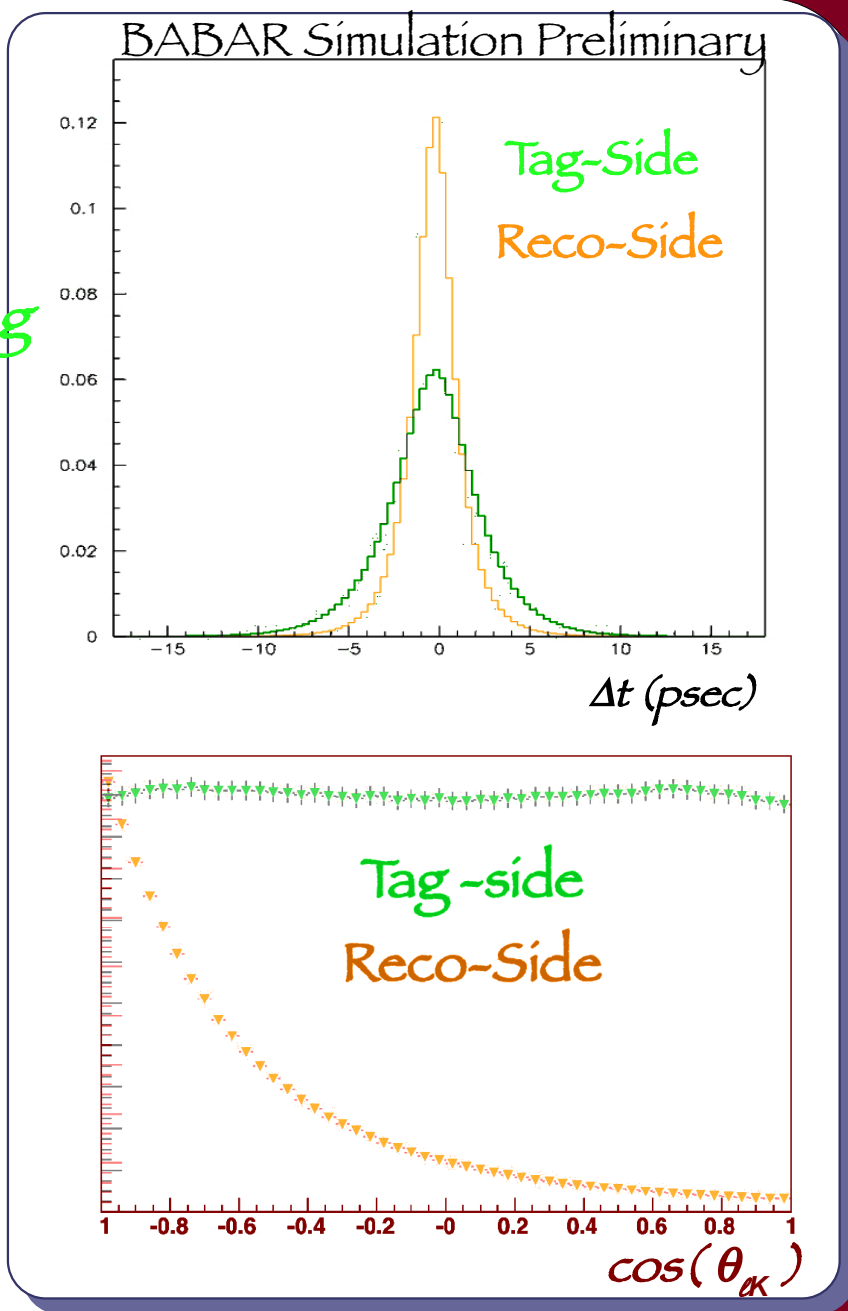 BABAR Simulation Preliminary
0.12
Tag-Side
0.1
Reco-Side
0.08
g
0.06
0.04
0.02
0
−15 −10 −5 0 5 10 15
Δt (psec)
Tag-side
Reco-Side
1 -0.8 -0.6 -0.4 -0.2 -0 0.2 0.4 0.6 0.8 1
cos(θℓK)